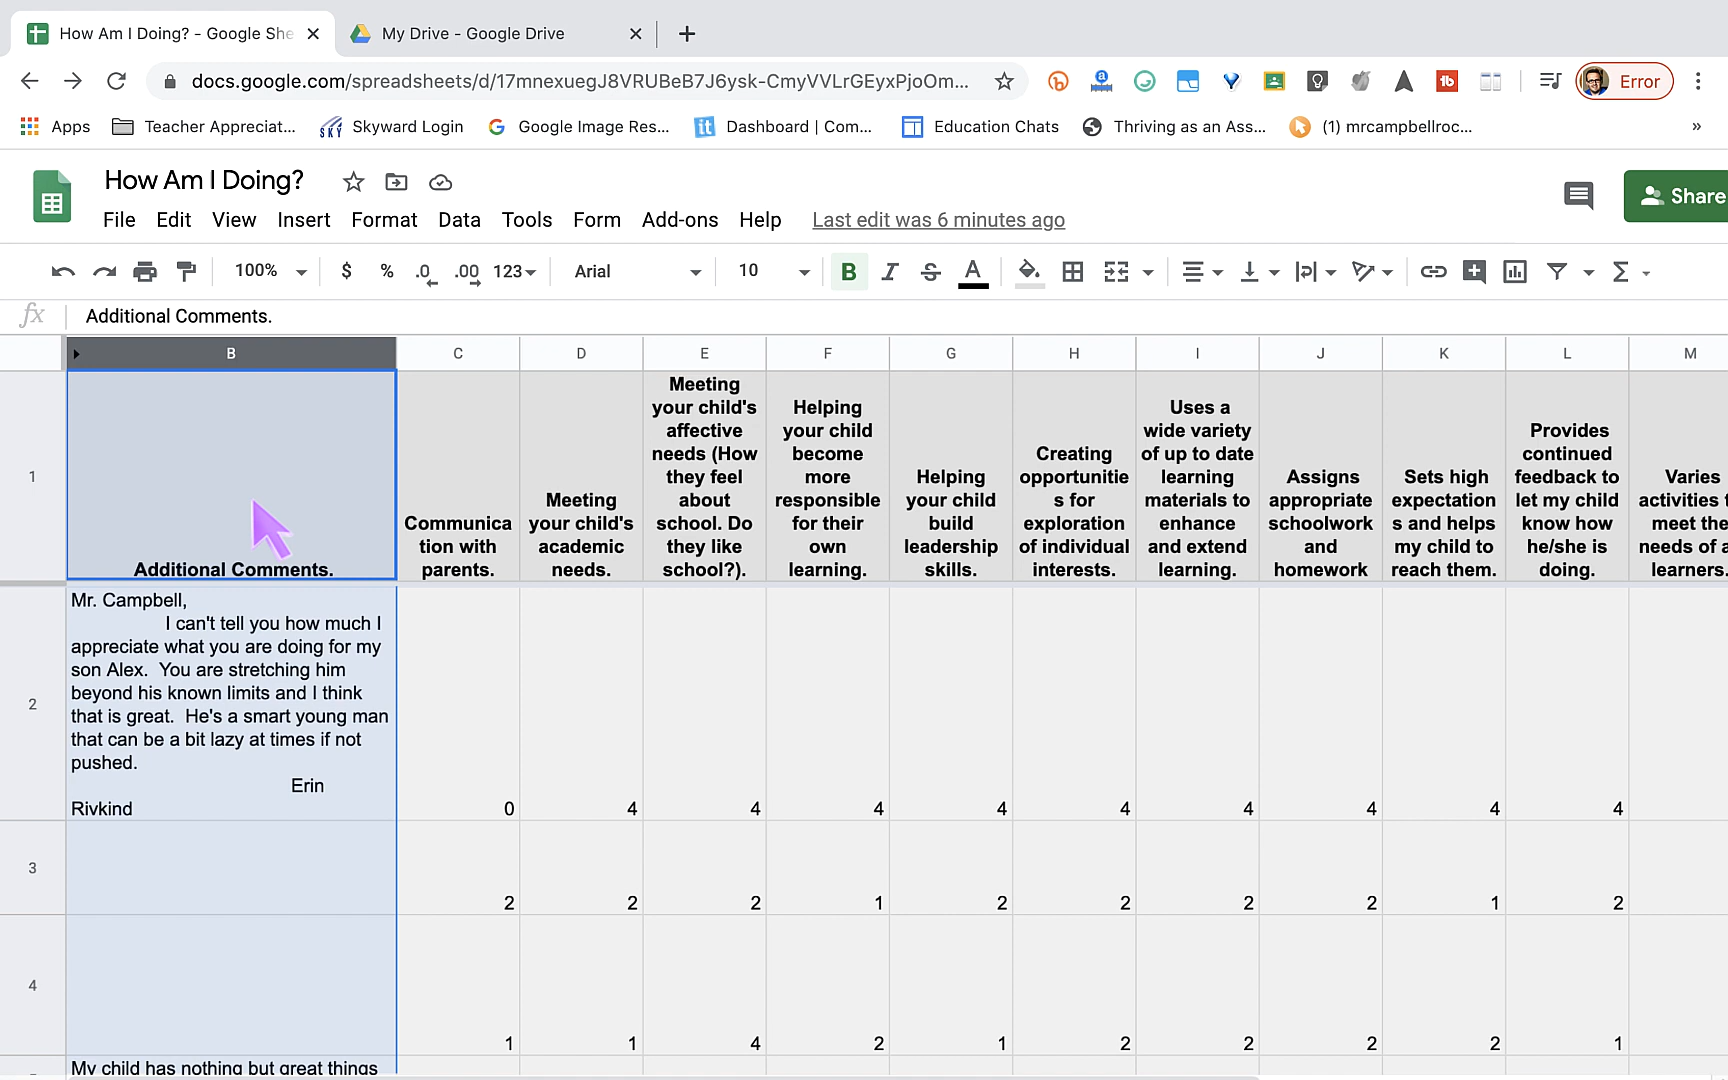 How Am I Doing? - Google She
My Drive - Google Drive
docs.google.com/spreadsheets/d/17mnexuegJ8VRUBeB7J6ysk-CmyVVLrGEyxPjoOm...
Error
Apps
Teacher Appreciat...
SKY
Skyward Login
Google Image Res...
it
Dashboard | Com...
Education Chats
Thriving as an Ass...
(1) mrcampbellroc...
»
How Am I Doing?
Share
File Edit View Insert Format Data Tools Form Add-ons Help Last edit was 6 minutes ago
100% $ % .0 .00 123 Arial 10 B I S A Σ
fx Additional Comments.
B C D E F G H I J K L M
1
Additional Comments.
Communica
tion with
parents.
Meeting
your child's
academic
needs.
Meeting
your child's
affective
needs (How
they feel
about
school. Do
they like
school?).
Helping
your child
become
more
responsible
for their
own
learning.
Helping
your child
build
leadership
skills.
Creating
opportunitie
s for
exploration
of individual
interests.
Uses a
wide variety
of up to date
learning
materials to
enhance
and extend
learning.
Assigns
appropriate
schoolwork
and
homework
Sets high
expectation
s and helps
my child to
reach them.
Provides
continued
feedback to
let my child
know how
he/she is
doing.
Varies
activities
meet the
needs of
learners.
2
Mr. Campbell,
I can't tell you how much I
appreciate what you are doing for my
son Alex.  You are stretching him
beyond his known limits and I think
that is great.  He's a smart young man
that can be a bit lazy at times if not
pushed.
Erin
Rivkind
0 4 4 4 4 4 4 4 4 4
3
2 2 2 1 2 2 2 2 1 2
4
1 1 4 2 1 2 2 2 2 1
My child has nothing but great things